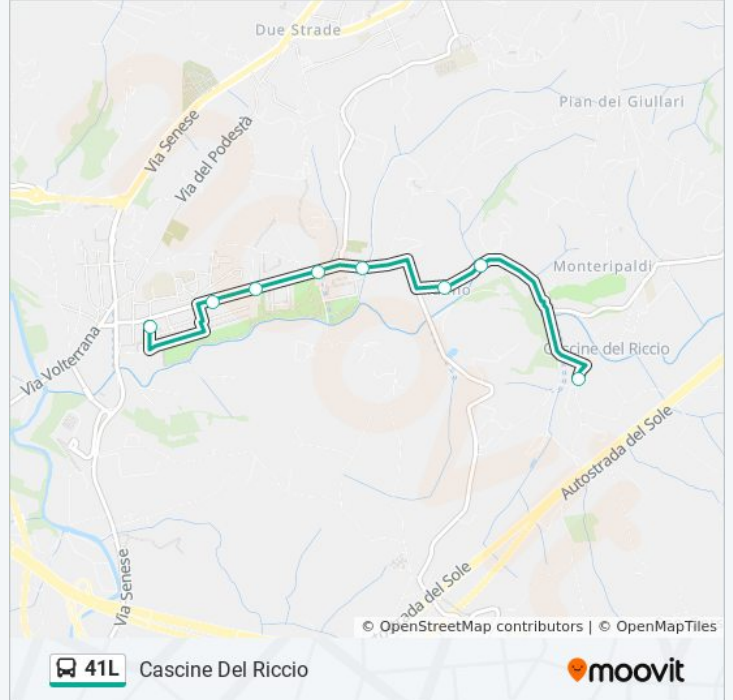 Due Strade
Pian dei Giullari
Via Senese
Via del Podestà
Monteripaldi
Via Volterrana
Cascine del Riccio
Autostrada del Sole
Via Senese
da del Sole
© OpenStreetMap contributors | © OpenMapTiles
41L Cascine Del Riccio
moovit